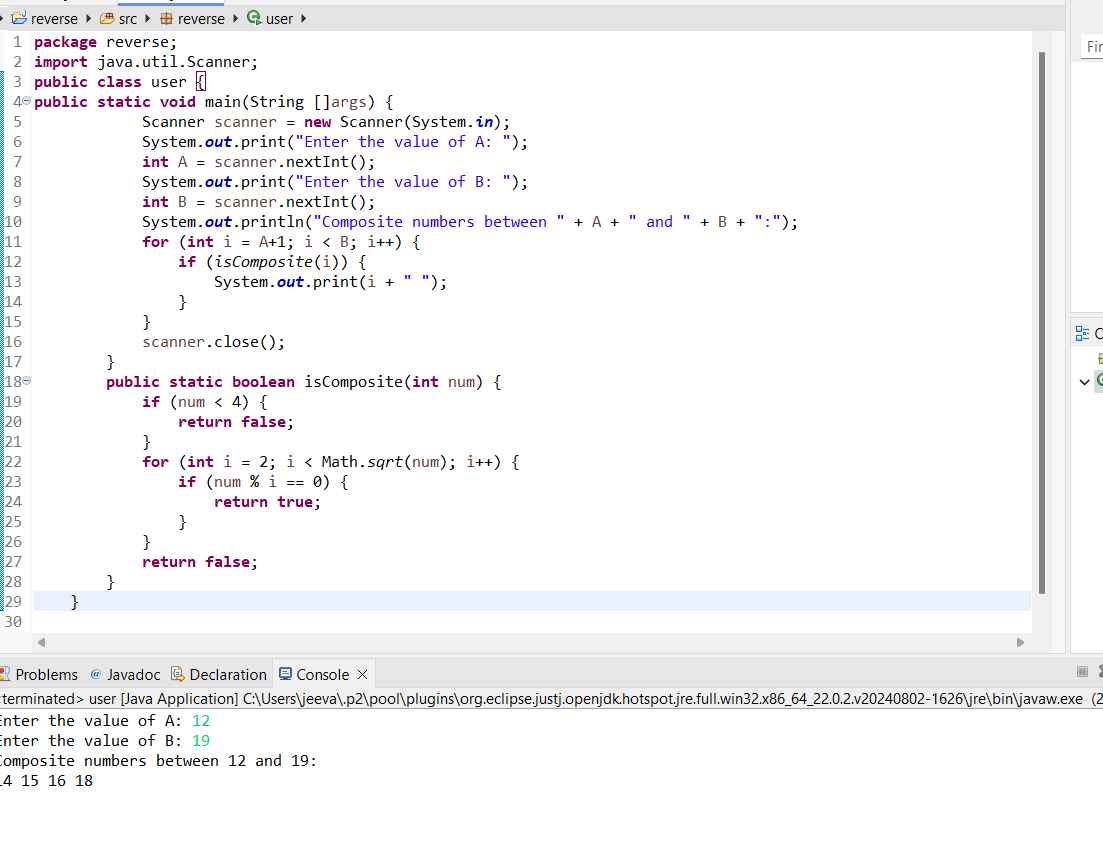 reverse src reverse user
1 package reverse;
2 import java.util.Scanner;
3 public class user {
4 public static void main(String []args) {
5 Scanner scanner = new Scanner(System.in);
6 System.out.print("Enter the value of A: ");
7 int A = scanner.nextInt();
8 System.out.print("Enter the value of B: ");
9 int B = scanner.nextInt();
10 System.out.println("Composite numbers between " + A + " and " + B + ":");
11 for (int i = A+1; i < B; i++) {
12 if (isComposite(i)) {
13 System.out.print(i + " ");
14 }
15 }
16 scanner.close();
17 }
18 public static boolean isComposite(int num) {
19 if (num < 4) {
20 return false;
21 }
22 for (int i = 2; i < Math.sqrt(num); i++) {
23 if (num % i == 0) {
24 return true;
25 }
26 }
27 return false;
28 }
29 }
30
Problems @ Javadoc Declaration Console
terminated> user [Java Application] C:\Users\jeeva\.p2\pool\plugins\org.eclipse.justj.openjdk.hotspot.jre.full.win32.x86_64_22.0.2.v20240802-1626\jre\bin\javaw.exe (2
Enter the value of A: 12
Enter the value of B: 19
Composite numbers between 12 and 19:
14 15 16 18